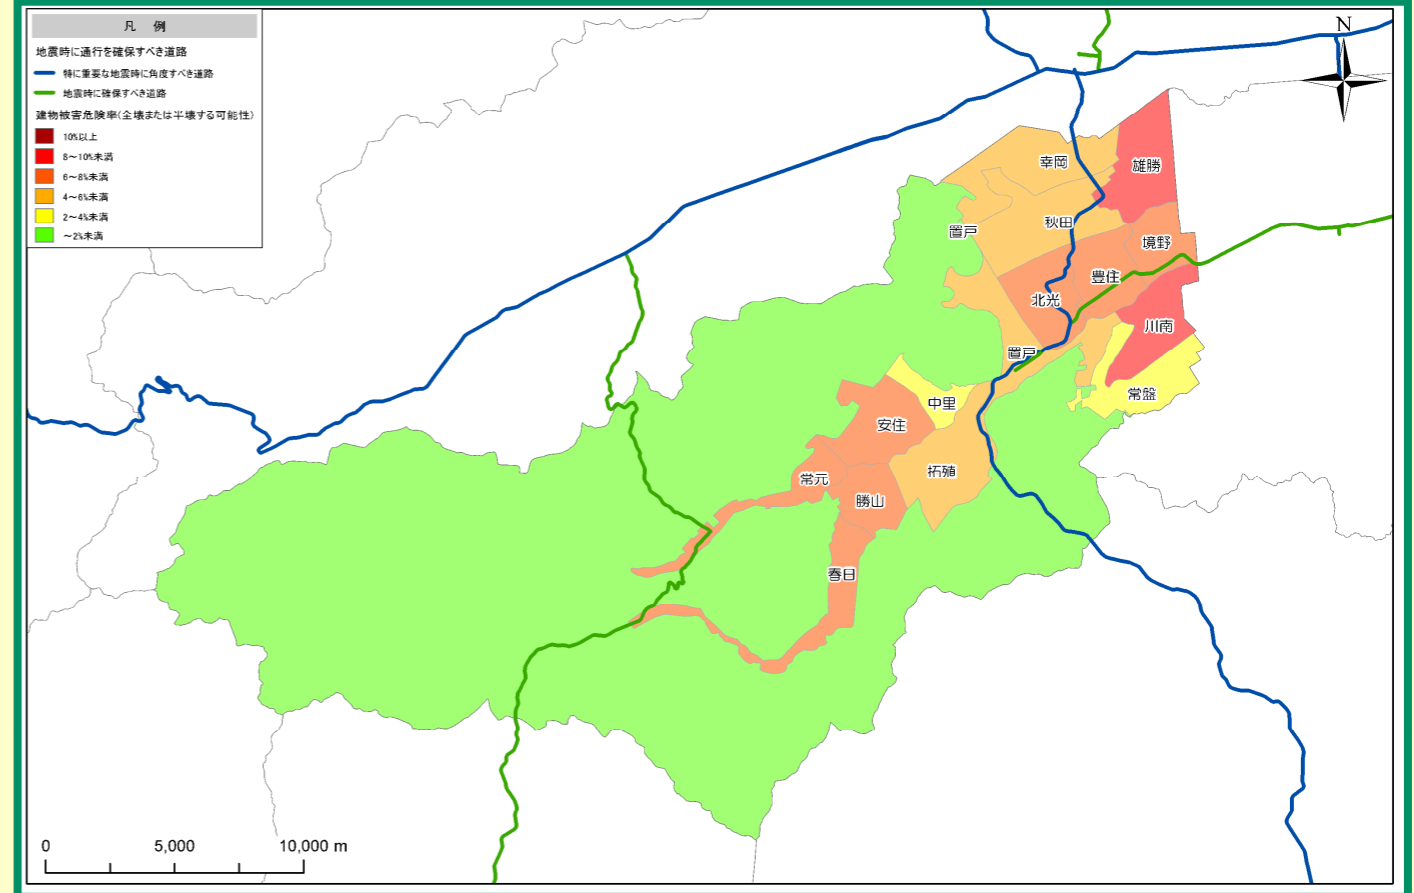 凡 例
地震時に通行を確保すべき道路
特に重要な地震時に角度すべき道路
地震時に確保すべき道路
建物被害危険率(全壊または半壊する可能性)
10%以上
8～10%未満
6～8%未満
4～6%未満
2～4%未満
～2%未満
N
幸岡
雄勝
秋田
置戸
境野
豊住
北光
川南
置戸
常盤
中里
安住
拓殖
常元
勝山
春日
0 5,000 10,000 m